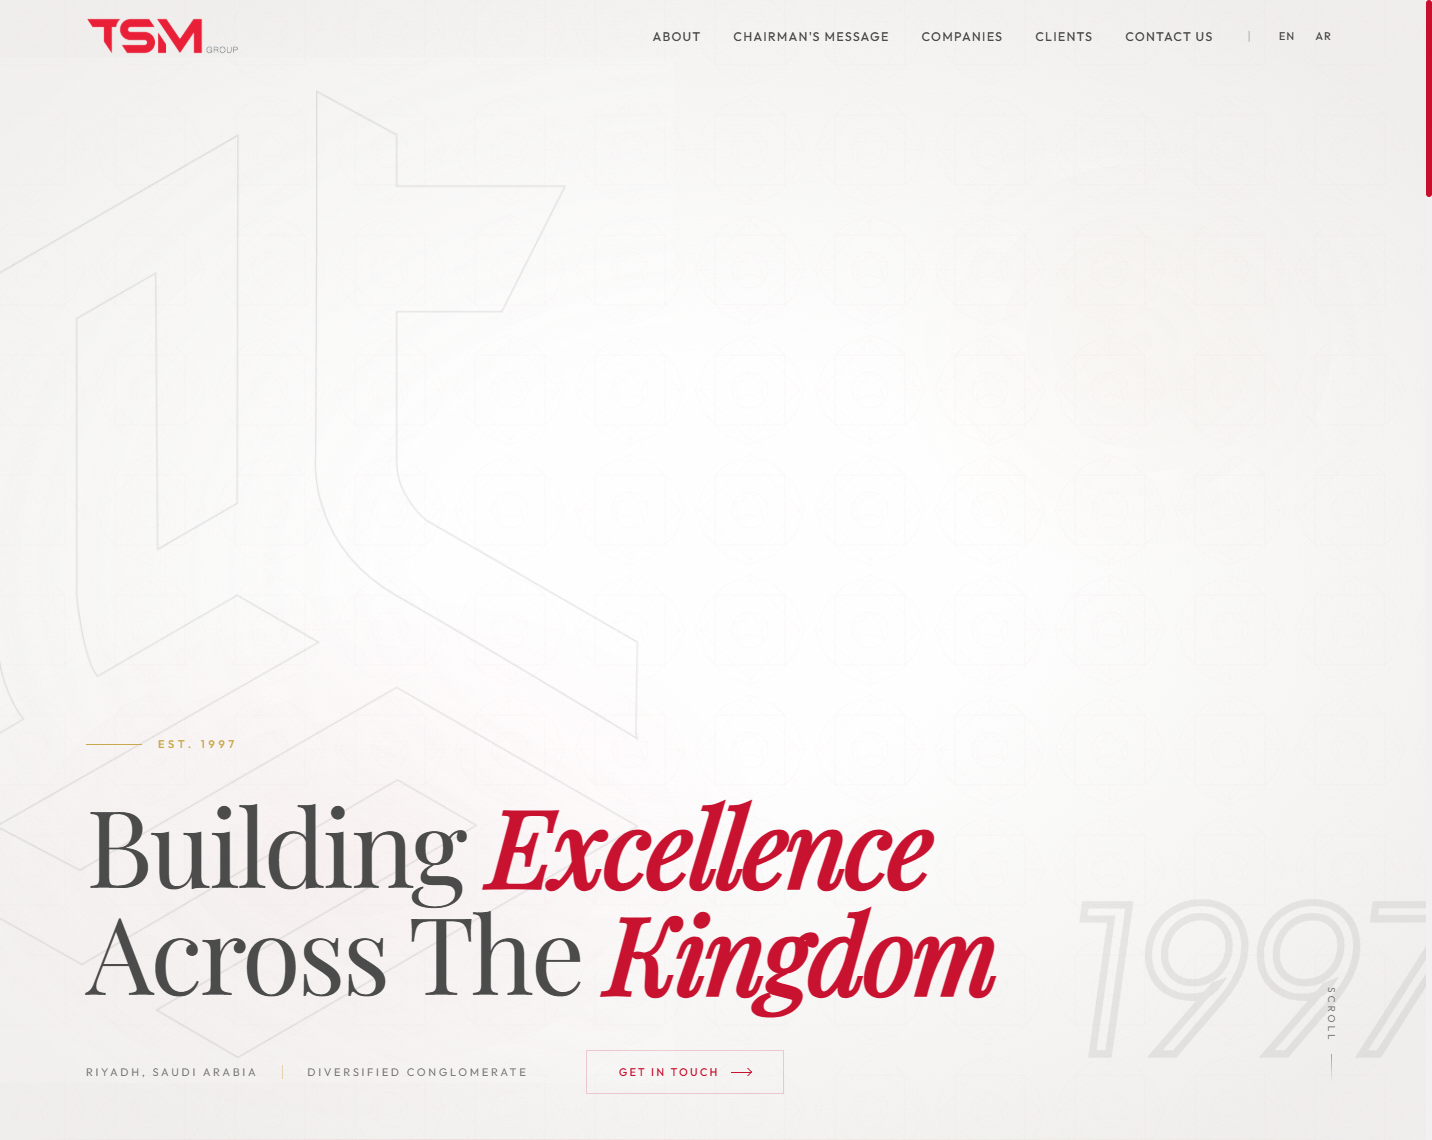 TSM GROUP
ABOUT CHAIRMAN'S MESSAGE COMPANIES CLIENTS CONTACT US | EN AR
EST. 1997
Building Excellence
Across The Kingdom
1997
SCROLL
RIYADH, SAUDI ARABIA | DIVERSIFIED CONGLOMERATE
GET IN TOUCH